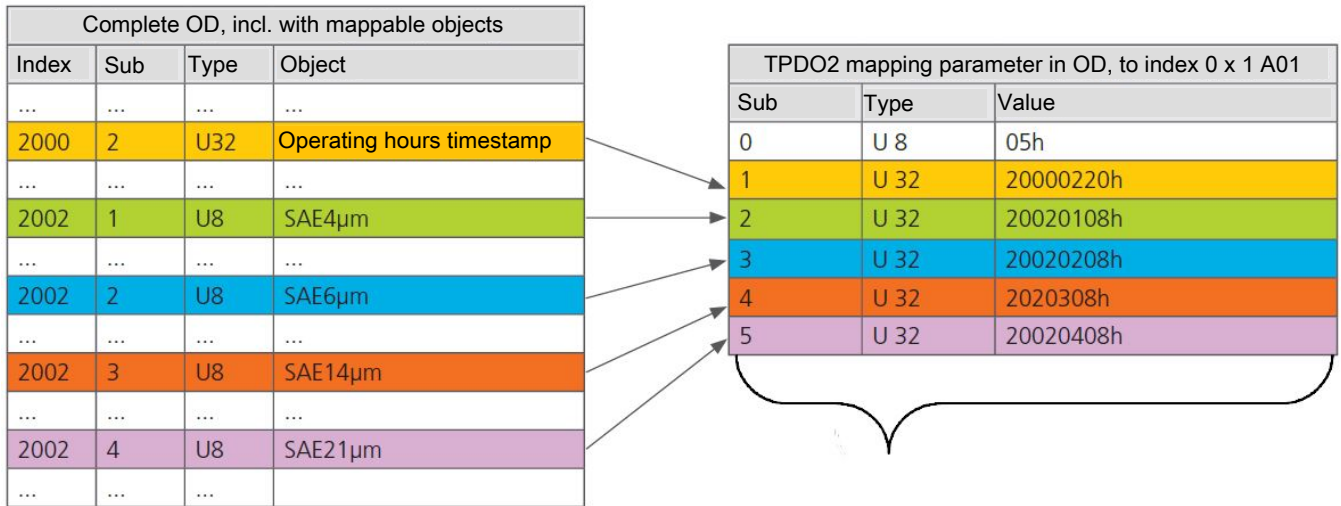 Complete OD, incl. with mappable objects
Index Sub Type Object
... ... ... ...
2000 2 U32 Operating hours timestamp
... ... ... ...
2002 1 U8 SAE4µm
... ... ... ...
2002 2 U8 SAE6µm
... ... ... ...
2002 3 U8 SAE14µm
... ... ... ...
2002 4 U8 SAE21µm
... ... ...
TPDO2 mapping parameter in OD, to index 0 x 1 A01
Sub Type Value
0 U 8 05h
1 U 32 20000220h
2 U 32 20020108h
3 U 32 20020208h
4 U 32 2020308h
5 U 32 20020408h